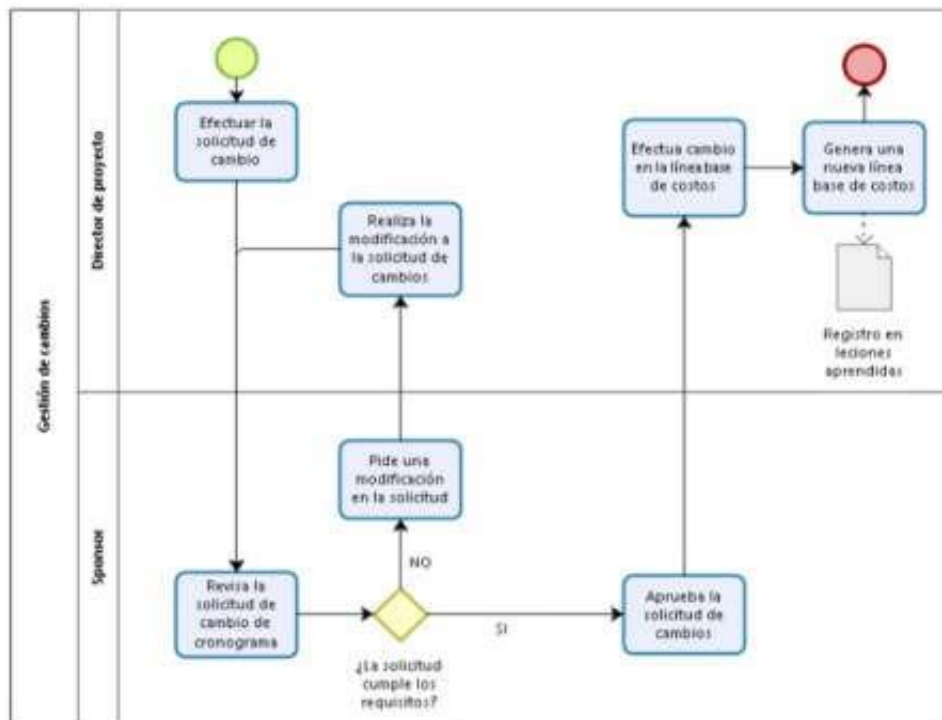 Gestión de cambios
Director de proyecto
Efectuar la
solicitud de
cambio
Realiza la
modificación a
la solicitud de
cambios
Efectua cambio
en la línea base
de costos
Genera una
nueva línea
base de costos
Registro en
leciones
aprendidas
Sponsor
Pide una
modificación
en la solicitud
NO
Revisa la
solicitud de
cambio de
cronograma
SI
Aprueba la
solicitud de
cambios
¿La solicitud
cumple los
requisitos?